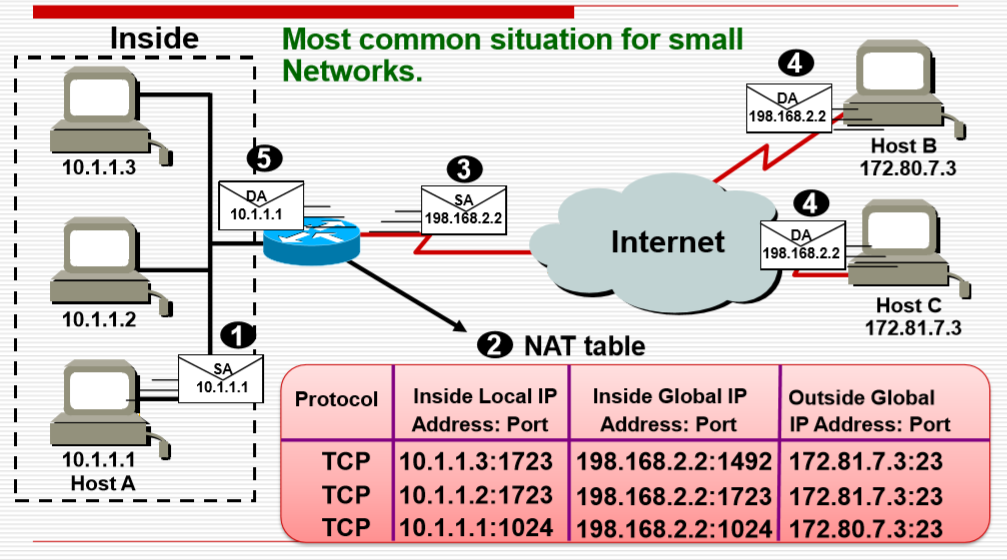 Inside
Most common situation for small
Networks.
10.1.1.3
10.1.1.2
10.1.1.1
Host A
1
SA
10.1.1.1
5
DA
10.1.1.1
3
SA
198.168.2.2
Internet
4
DA
198.168.2.2
Host B
172.80.7.3
4
DA
198.168.2.2
Host C
172.81.7.3
2 NAT table
Protocol Inside Local IP Address: Port Inside Global IP Address: Port Outside Global IP Address: Port
TCP 10.1.1.3:1723 198.168.2.2:1492 172.81.7.3:23
TCP 10.1.1.2:1723 198.168.2.2:1723 172.81.7.3:23
TCP 10.1.1.1:1024 198.168.2.2:1024 172.80.7.3:23